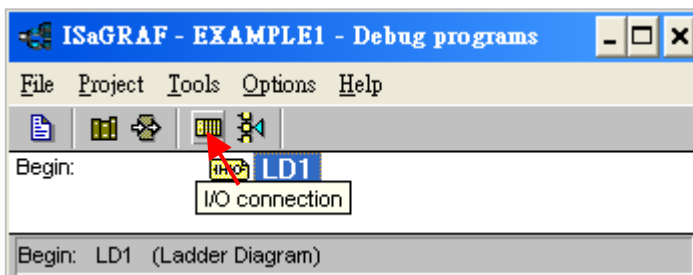 ISaGRAF - EXAMPLE1 - Debug programs
File Project Tools Options Help
Begin: LD1
I/O connection
Begin: LD1 (Ladder Diagram)